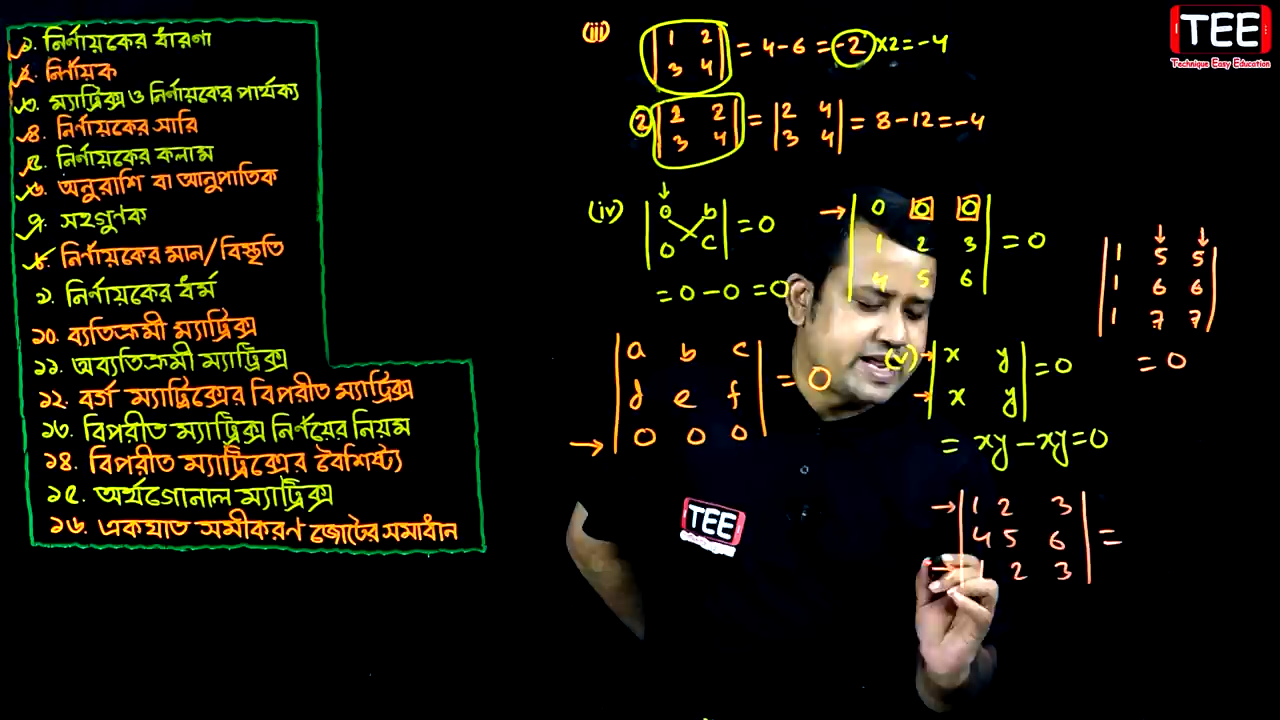 ১. নির্ণায়কের ধারণা
২. নির্ণায়ক
৩. ম্যাট্রিক্স ও নির্ণায়কের পার্থক্য
৪. নির্ণায়কের সারি
৫. নির্ণায়কের কলাম
৬. অনুরাশি বা আনুপাতিক
৭. সহগুণক
৮. নির্ণায়কের মান/বিস্তৃতি
৯. নির্ণায়কের ধর্ম
১০. ব্যতিক্রমী ম্যাট্রিক্স
১১. অব্যতিক্রমী ম্যাট্রিক্স
১২. বর্গ ম্যাট্রিক্সের বিপরীত ম্যাট্রিক্স
১৩. বিপরীত ম্যাট্রিক্স নির্ণয়ের নিয়ম
১৪. বিপরীত ম্যাট্রিক্সের বৈশিষ্ট্য
১৫. অর্থগোনাল ম্যাট্রিক্স
১৬. একঘাত সমীকরণ জোটের সমাধান
(iii)
|1 2|
|3 4| = 4-6 = -2 ×2 = -4
2 |2 2|
|3 4| = |2 4|
|3 4| = 8-12 = -4
(iv)
|0 b|
|0 c| = 0
= 0-0 = 0
→ |0 0 0|
|1 2 3| = 0
|4 5 6|
|1 5 5|
|1 6 6|
|1 7 7|
= 0
|a b c|
|d e f| = 0
→ |0 0 0|
(v) → |x y|
→ |x y| = 0
= xy - xy = 0
→ |1 2 3|
|4 5 6| =
→ |1 2 3|
TEE
Technique Easy Education
TEE